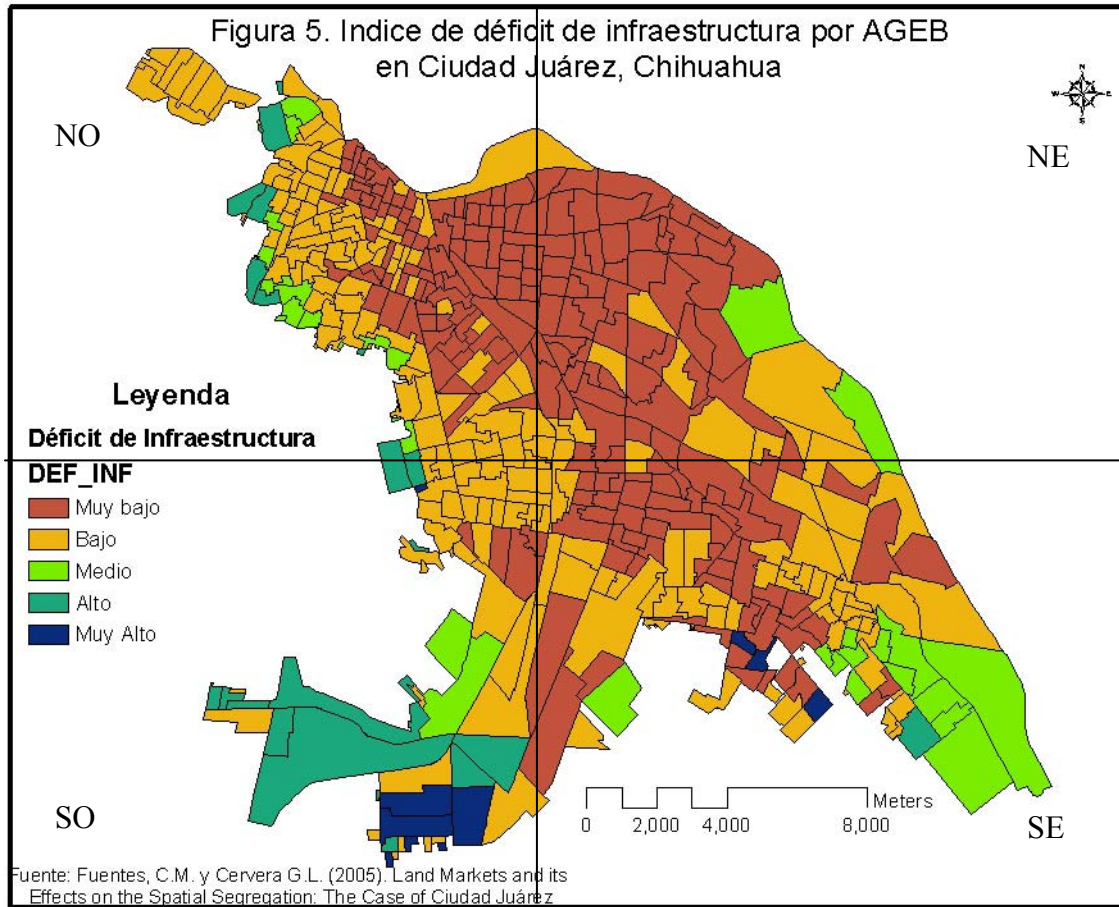 Figura 5. Indice de déficit de infraestructura por AGEB
en Ciudad Juárez, Chihuahua
N
W E
S
NO
NE
Leyenda
Déficit de Infraestructura
DEF_INF
Muy bajo
Bajo
Medio
Alto
Muy Alto
SO
SE
Meters
0 2,000 4,000 8,000
Fuente: Fuentes, C.M. y Cervera G.L. (2005). Land Markets and its
Effects on the Spatial Segregation: The Case of Ciudad Juárez